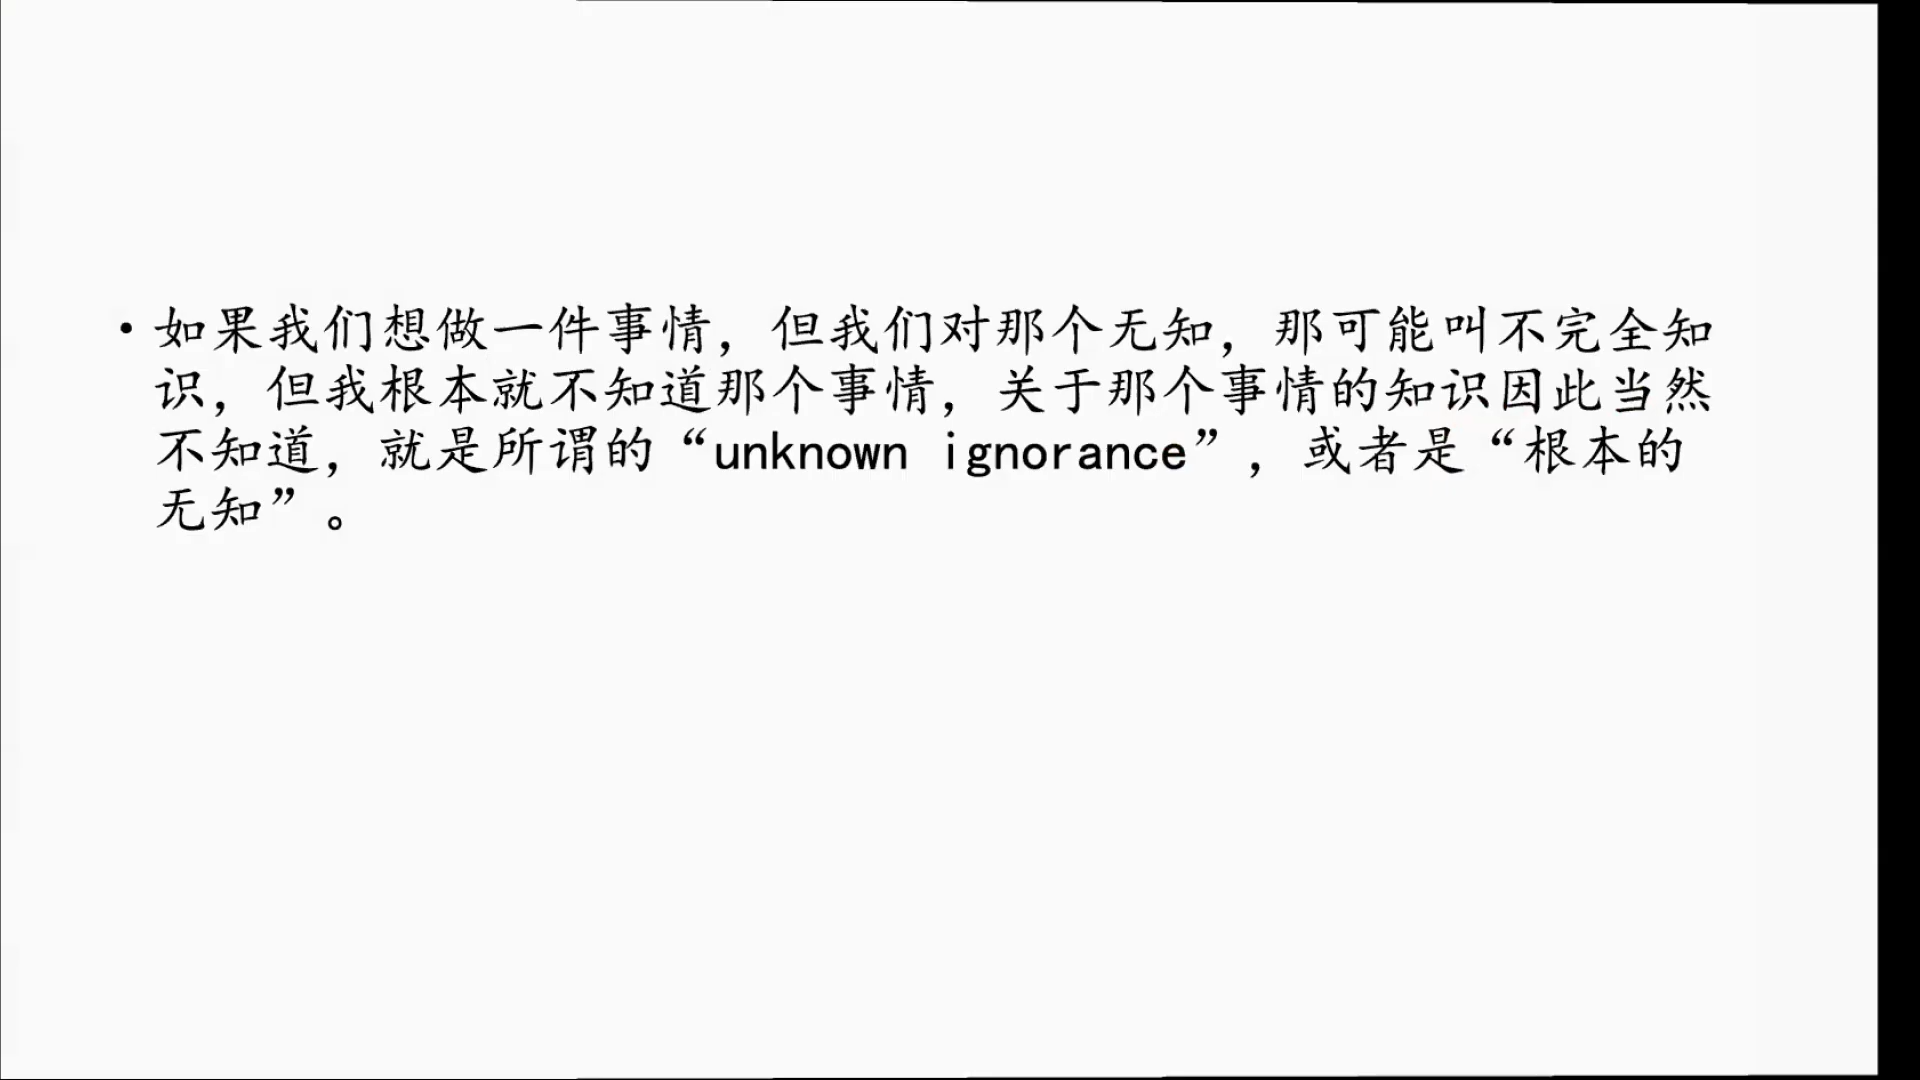 •如果我们想做一件事情，但我们对那个无知，那可能叫不完全知
识，但我根本就不知道那个事情，关于那个事情的知识因此当然
不知道，就是所谓的“unknown ignorance”，或者是“根本的
无知”。